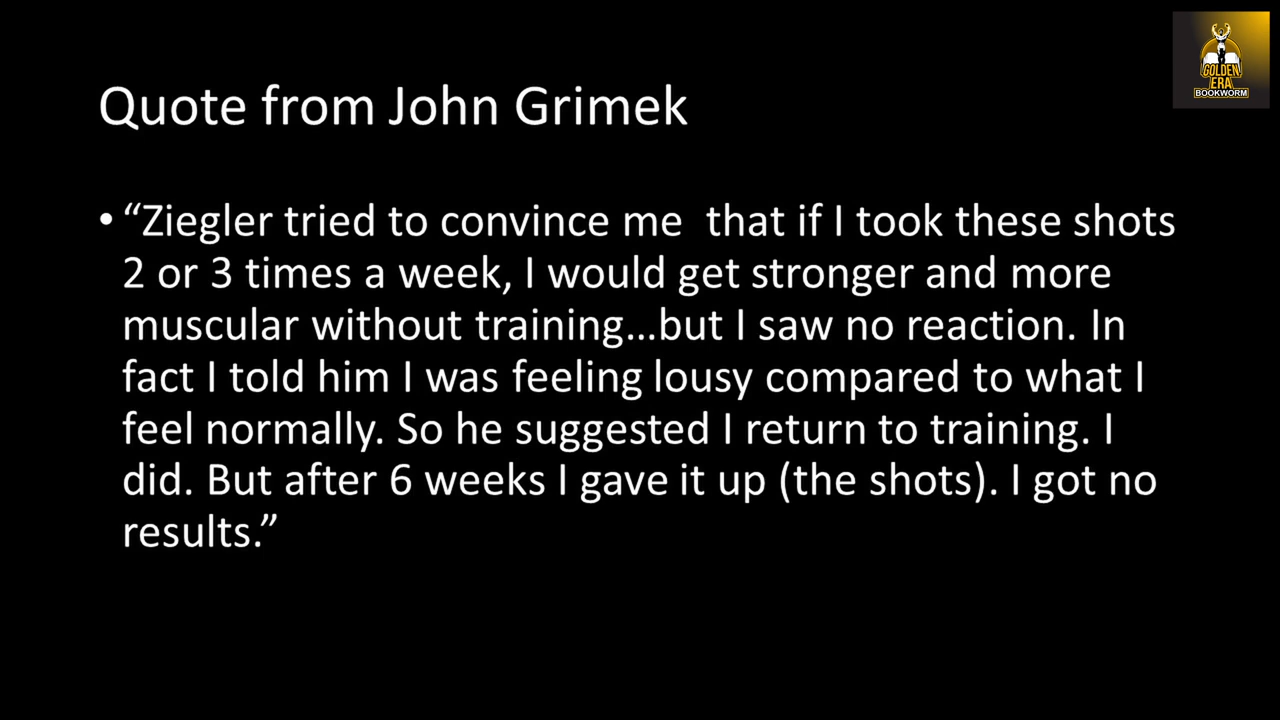 GOLDEN
ERA
BOOKWORM
Quote from John Grimek
• “Ziegler tried to convince me  that if I took these shots
2 or 3 times a week, I would get stronger and more
muscular without training…but I saw no reaction. In
fact I told him I was feeling lousy compared to what I
feel normally. So he suggested I return to training. I
did. But after 6 weeks I gave it up (the shots). I got no
results.”